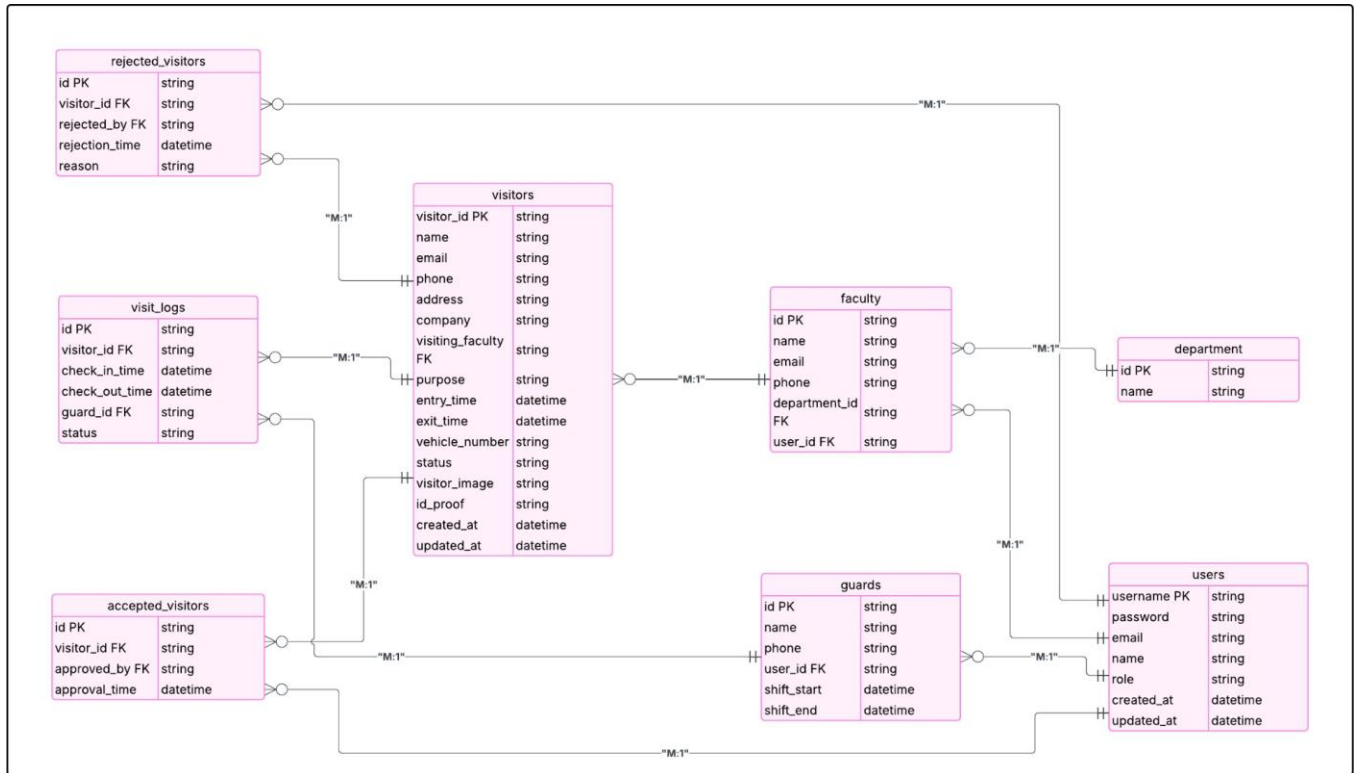 rejected_visitors
id PK string
visitor_id FK string
rejected_by FK string
rejection_time datetime
reason string
"M:1"
"M:1"
visitors
visitor_id PK string
name string
email string
phone string
address string
company string
visiting_faculty
FK string
purpose string
entry_time datetime
exit_time datetime
vehicle_number string
status string
visitor_image string
id_proof string
created_at datetime
updated_at datetime
visit_logs
id PK string
visitor_id FK string
check_in_time datetime
check_out_time datetime
guard_id FK string
status string
"M:1"
"M:1"
faculty
id PK string
name string
email string
phone string
department_id
FK string
user_id FK string
"M:1"
department
id PK string
name string
"M:1"
"M:1"
accepted_visitors
id PK string
visitor_id FK string
approved_by FK string
approval_time datetime
"M:1"
guards
id PK string
name string
phone string
user_id FK string
shift_start datetime
shift_end datetime
"M:1"
users
username PK string
password string
email string
name string
role string
created_at datetime
updated_at datetime
"M:1"